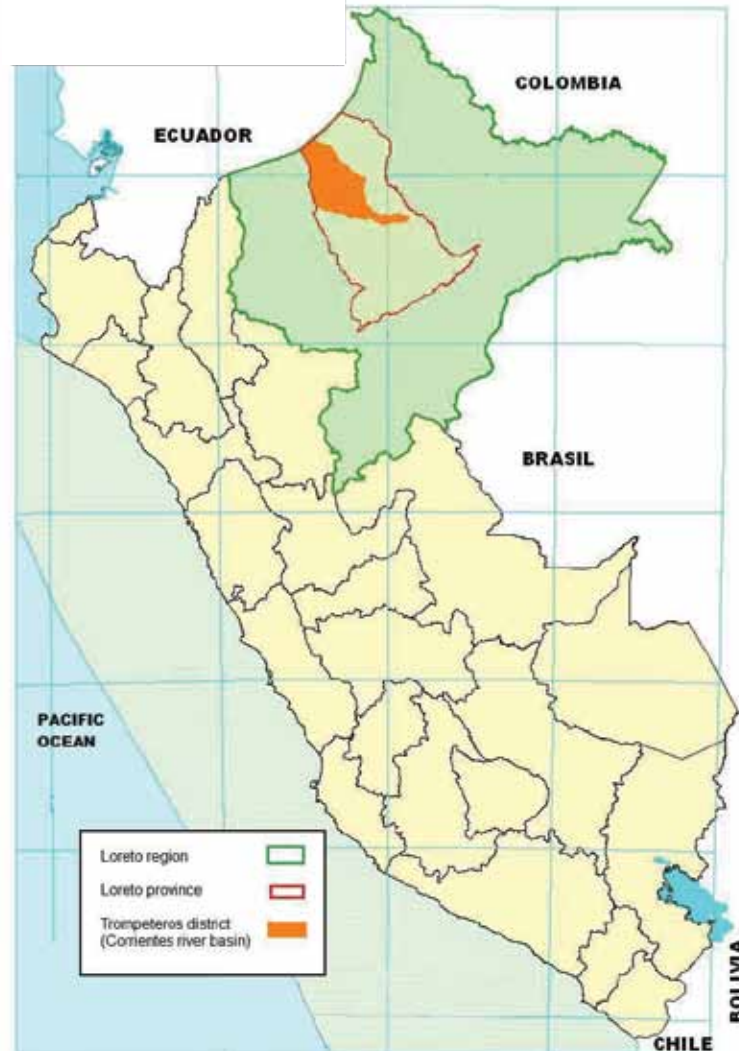 COLOMBIA
ECUADOR
BRASIL
PACIFIC
OCEAN
Loreto region
Loreto province
Trompeteros district
(Corrientes river basin)
BOLIVIA
CHILE